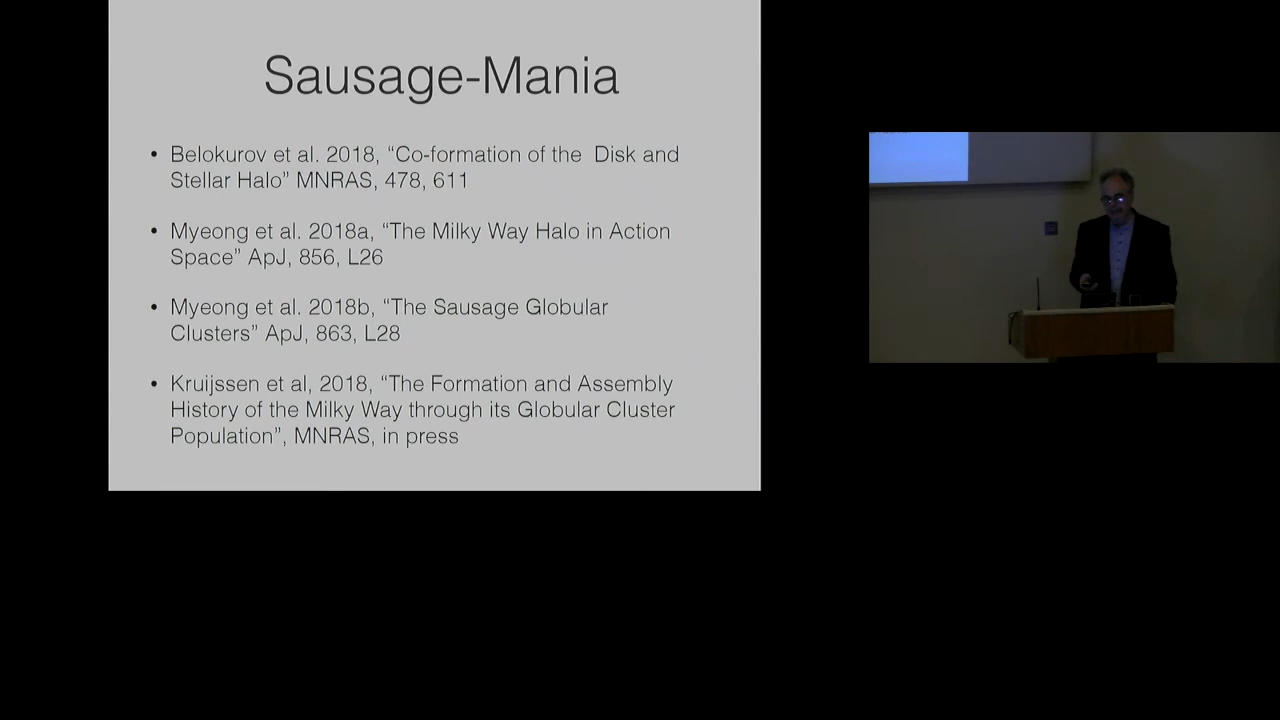 Sausage-Mania
• Belokurov et al. 2018, “Co-formation of the  Disk and
Stellar Halo” MNRAS, 478, 611
• Myeong et al. 2018a, “The Milky Way Halo in Action
Space” ApJ, 856, L26
• Myeong et al. 2018b, “The Sausage Globular
Clusters” ApJ, 863, L28
• Kruijssen et al, 2018, “The Formation and Assembly
History of the Milky Way through its Globular Cluster
Population”, MNRAS, in press